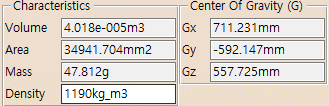 Characteristics
Volume 4.018e-005m3
Area 34941.704mm2
Mass 47.812g
Density 1190kg_m3
Center Of Gravity (G)
Gx 711.231mm
Gy -592.147mm
Gz 557.725mm